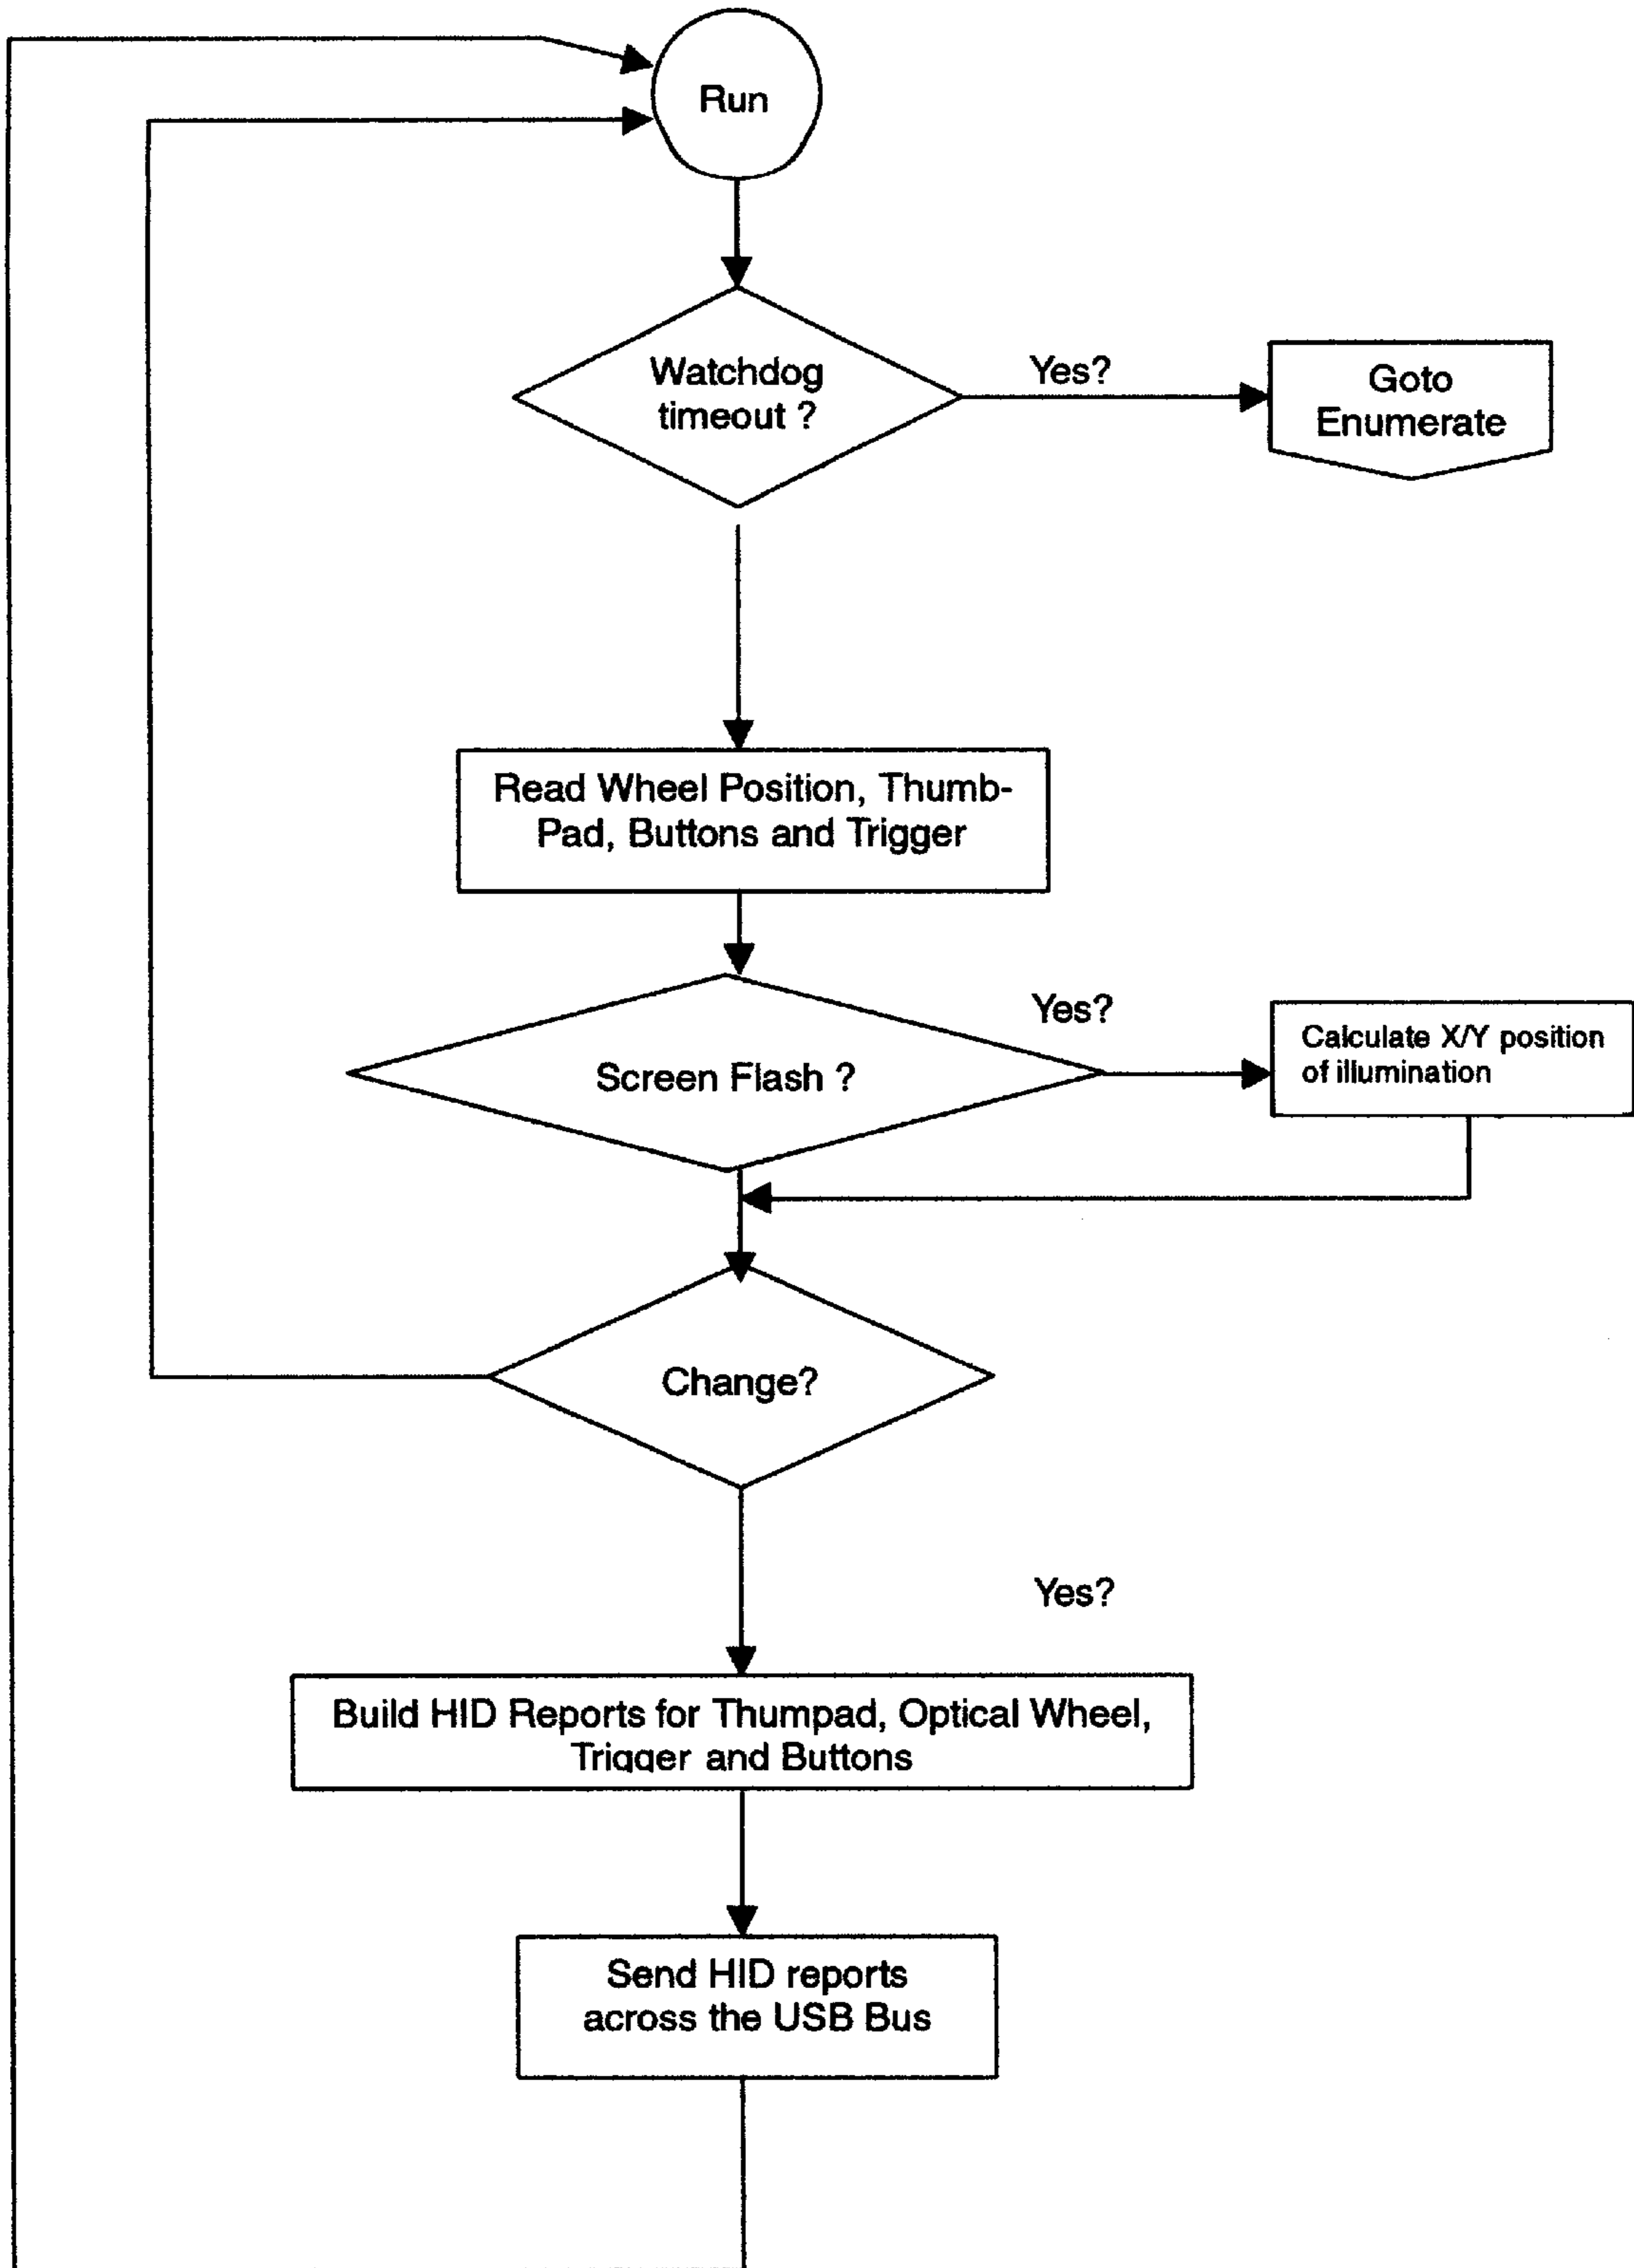 Run
Watchdog
timeout ?
Yes?
Goto
Enumerate
Read Wheel Position, Thumb-
Pad, Buttons and Trigger
Screen Flash ?
Yes?
Calculate X/Y position
of illumination
Change?
Yes?
Build HID Reports for Thumpad, Optical Wheel,
Trigger and Buttons
Send HID reports
across the USB Bus